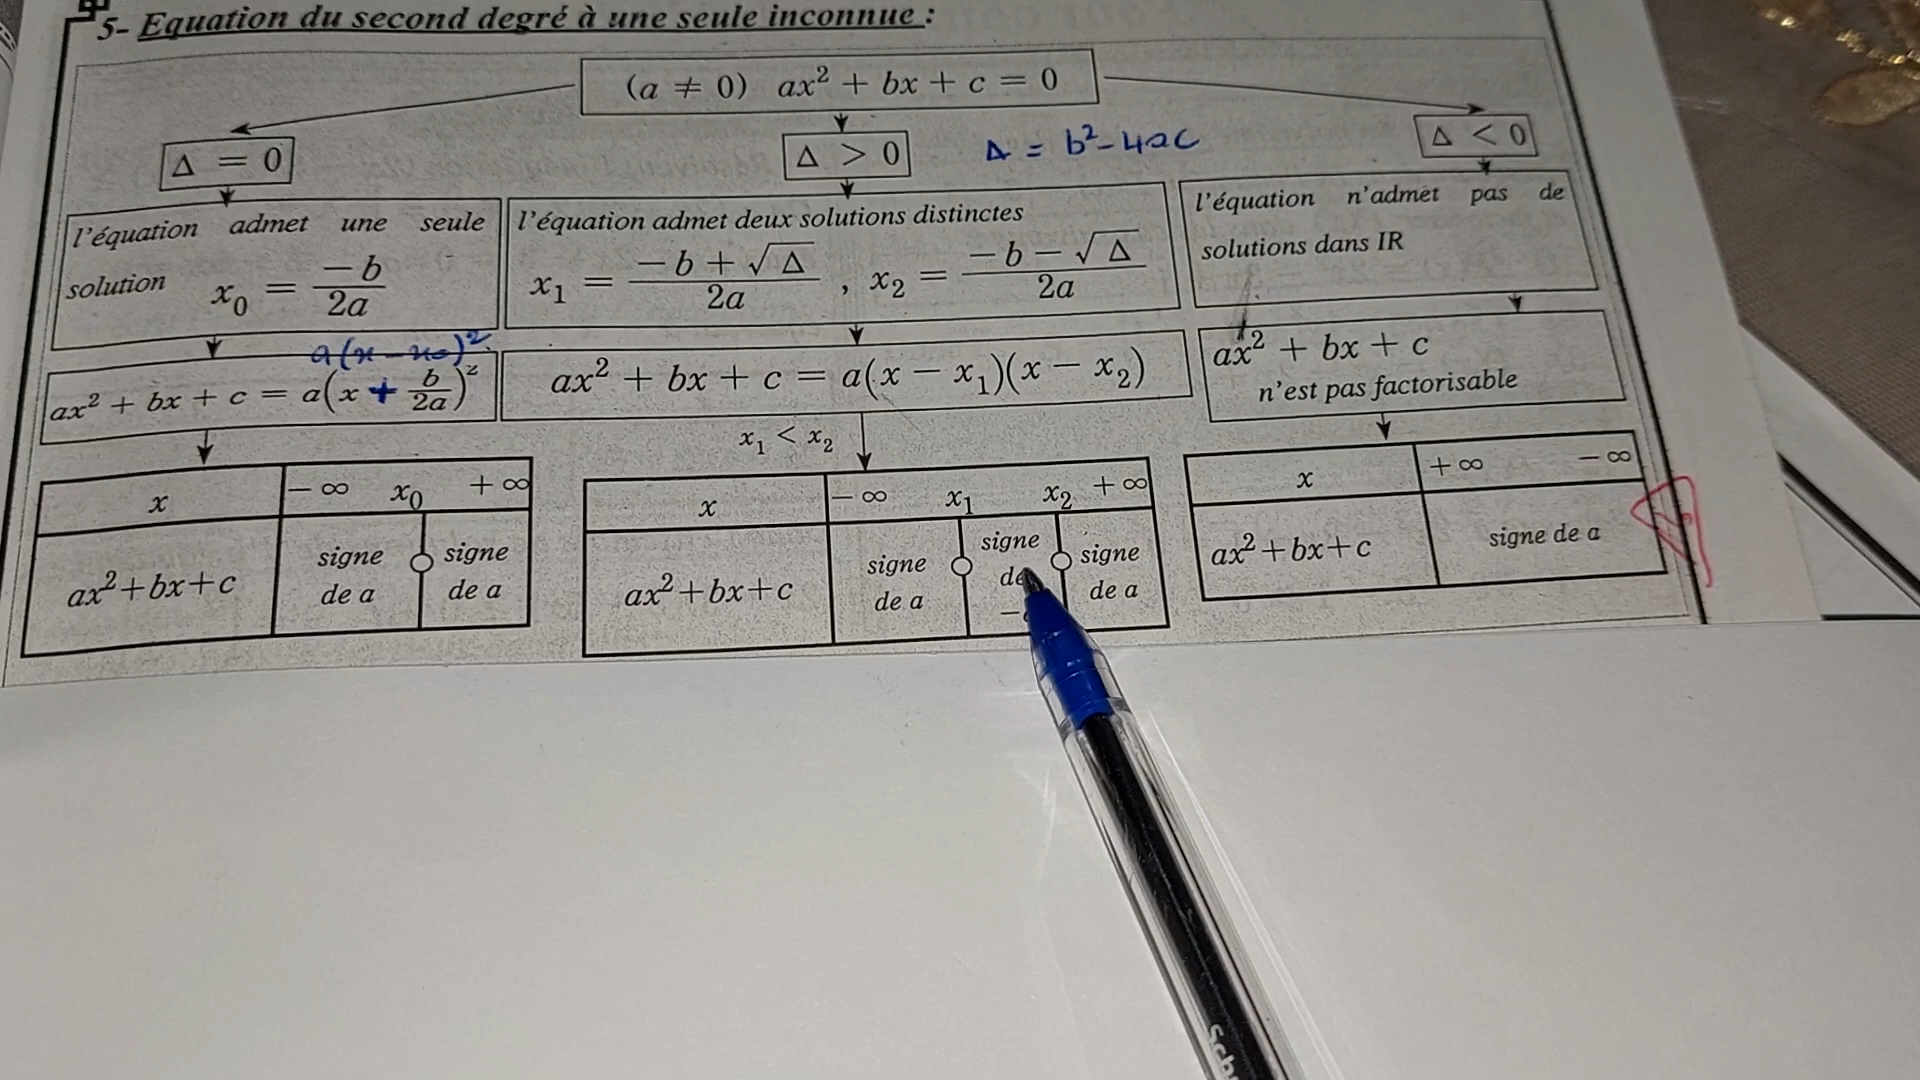 5- Equation du second degré à une seule inconnue :
(a ≠ 0) ax² + bx + c = 0
Δ = 0
Δ > 0
Δ = b²-4ac
Δ < 0
l'équation admet une seule
solution x₀ = -b/2a
l'équation admet deux solutions distinctes
x₁ = (-b + √Δ)/2a , x₂ = (-b - √Δ)/2a
l'équation n'admet pas de
solutions dans IR
a(x-x₀)²
ax² + bx + c = a(x + b/2a)²
ax² + bx + c = a(x - x₁)(x - x₂)
ax² + bx + c
n'est pas factorisable
x₁ < x₂
x -∞ x₀ +∞
ax²+bx+c signe de a signe de a
x -∞ x₁ x₂ +∞
ax²+bx+c signe de a signe de signe de a
x +∞ -∞
ax²+bx+c signe de a